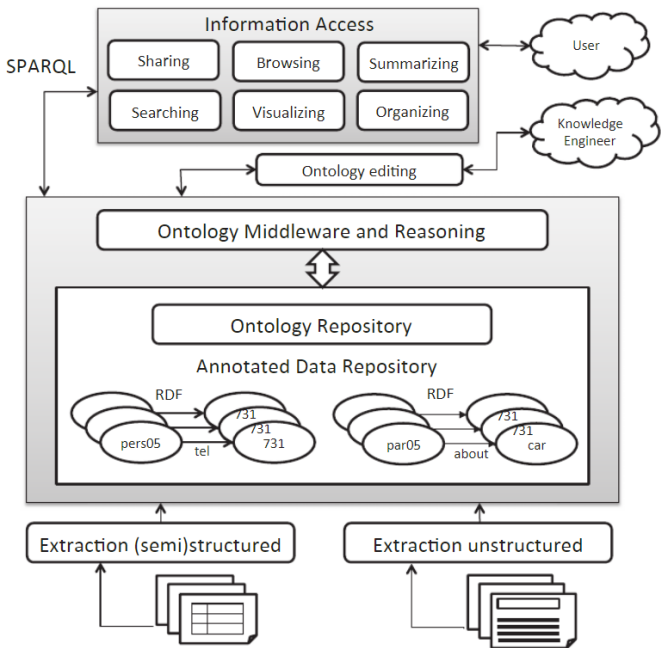 Information Access
SPARQL
Sharing
Browsing
Summarizing
User
Searching
Visualizing
Organizing
Knowledge
Engineer
Ontology editing
Ontology Middleware and Reasoning
Ontology Repository
Annotated Data Repository
RDF
731
731
pers05
tel
731
RDF
731
731
par05
about
car
Extraction (semi)structured
Extraction unstructured